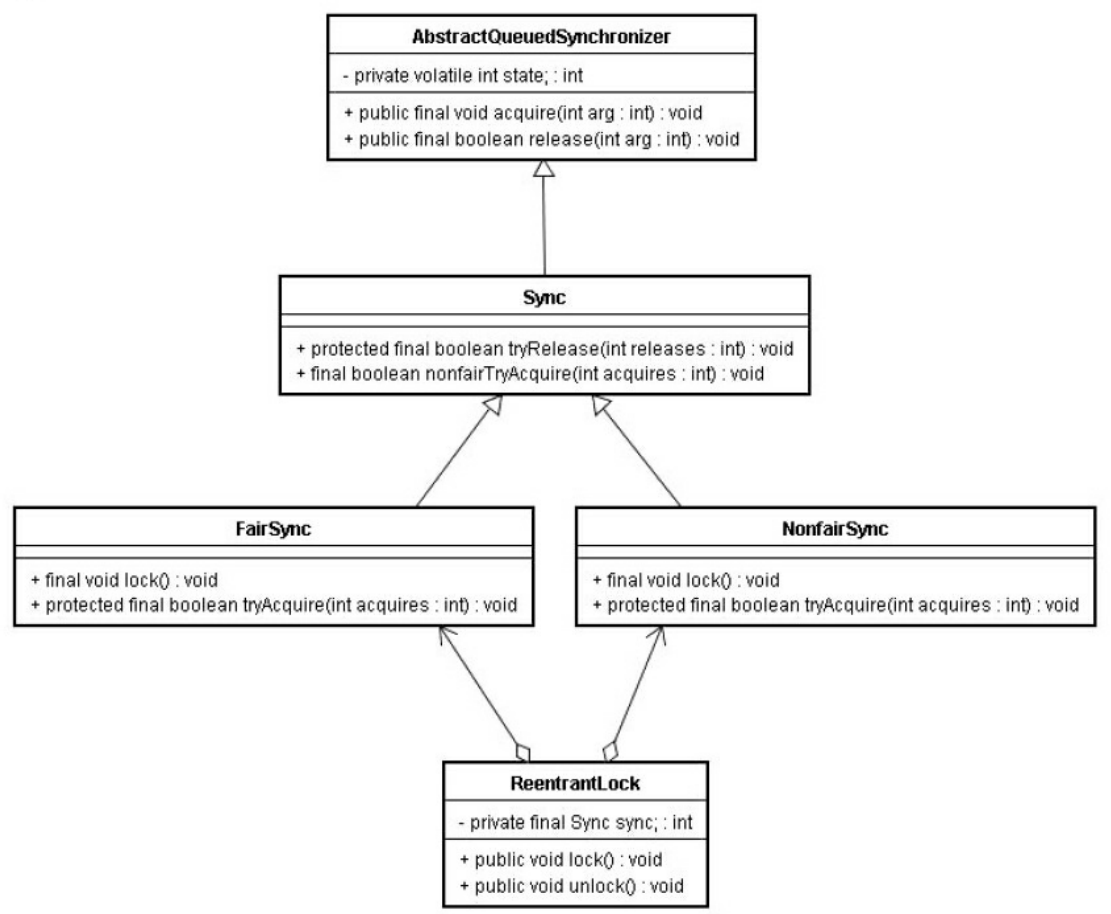 AbstractQueuedSynchronizer
- private volatile int state; : int
+ public final void acquire(int arg : int) : void
+ public final boolean release(int arg : int) : void
Sync
+ protected final boolean tryRelease(int releases : int) : void
+ final boolean nonfairTryAcquire(int acquires : int) : void
FairSync
+ final void lock() : void
+ protected final boolean tryAcquire(int acquires : int) : void
NonfairSync
+ final void lock() : void
+ protected final boolean tryAcquire(int acquires : int) : void
ReentrantLock
- private final Sync sync; : int
+ public void lock() : void
+ public void unlock() : void